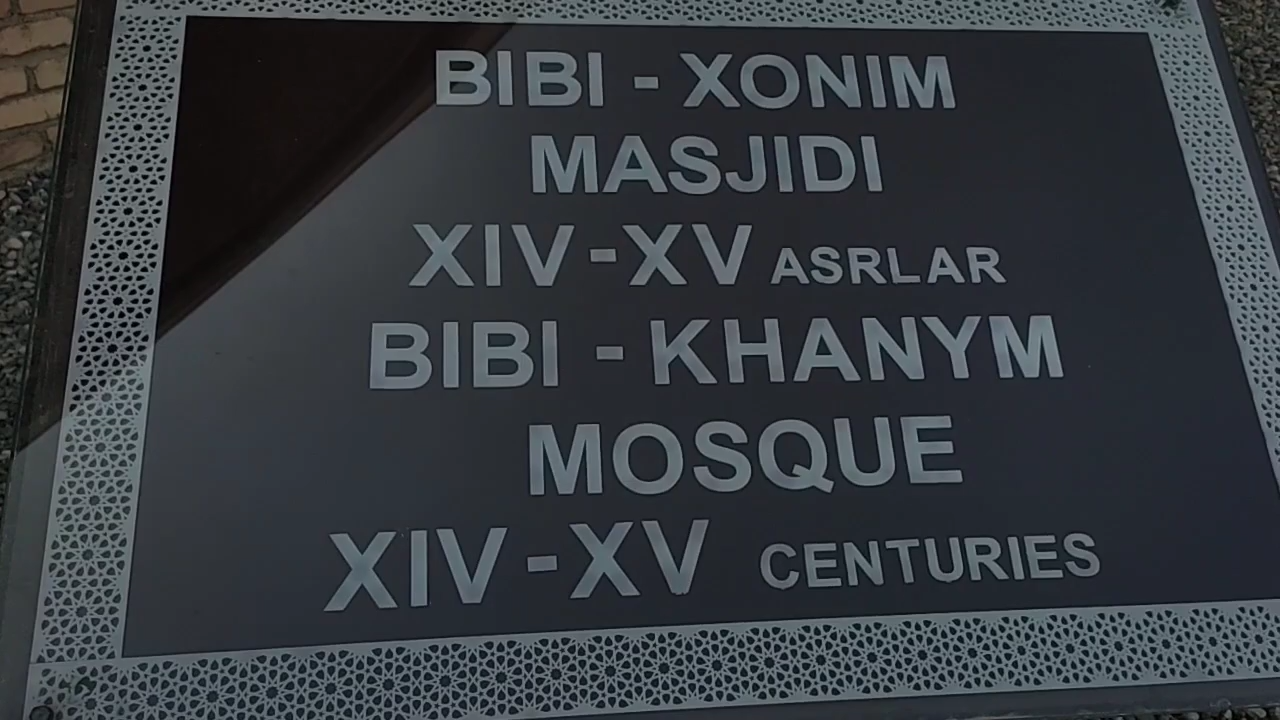 BIBI - XONIM
MASJIDI
XIV-XV ASRLAR
BIBI - KHANYM
MOSQUE
XIV-XV CENTURIES